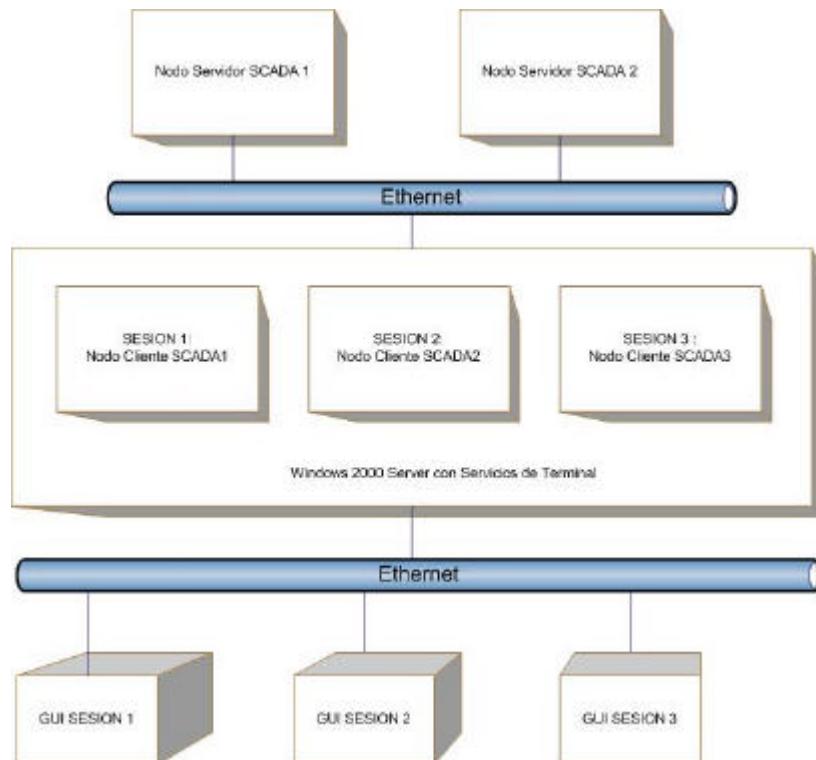 Nodo Servidor SCADA 1
Nodo Servidor SCADA 2
Ethernet
SESION 1:
Nodo Cliente SCADA1
SESION 2:
Nodo Cliente SCADA2
SESION 3 :
Nodo Cliente SCADA3
Windows 2000 Server con Servicios de Terminal
Ethernet
GUI SESION 1
GUI SESION 2
GUI SESION 3